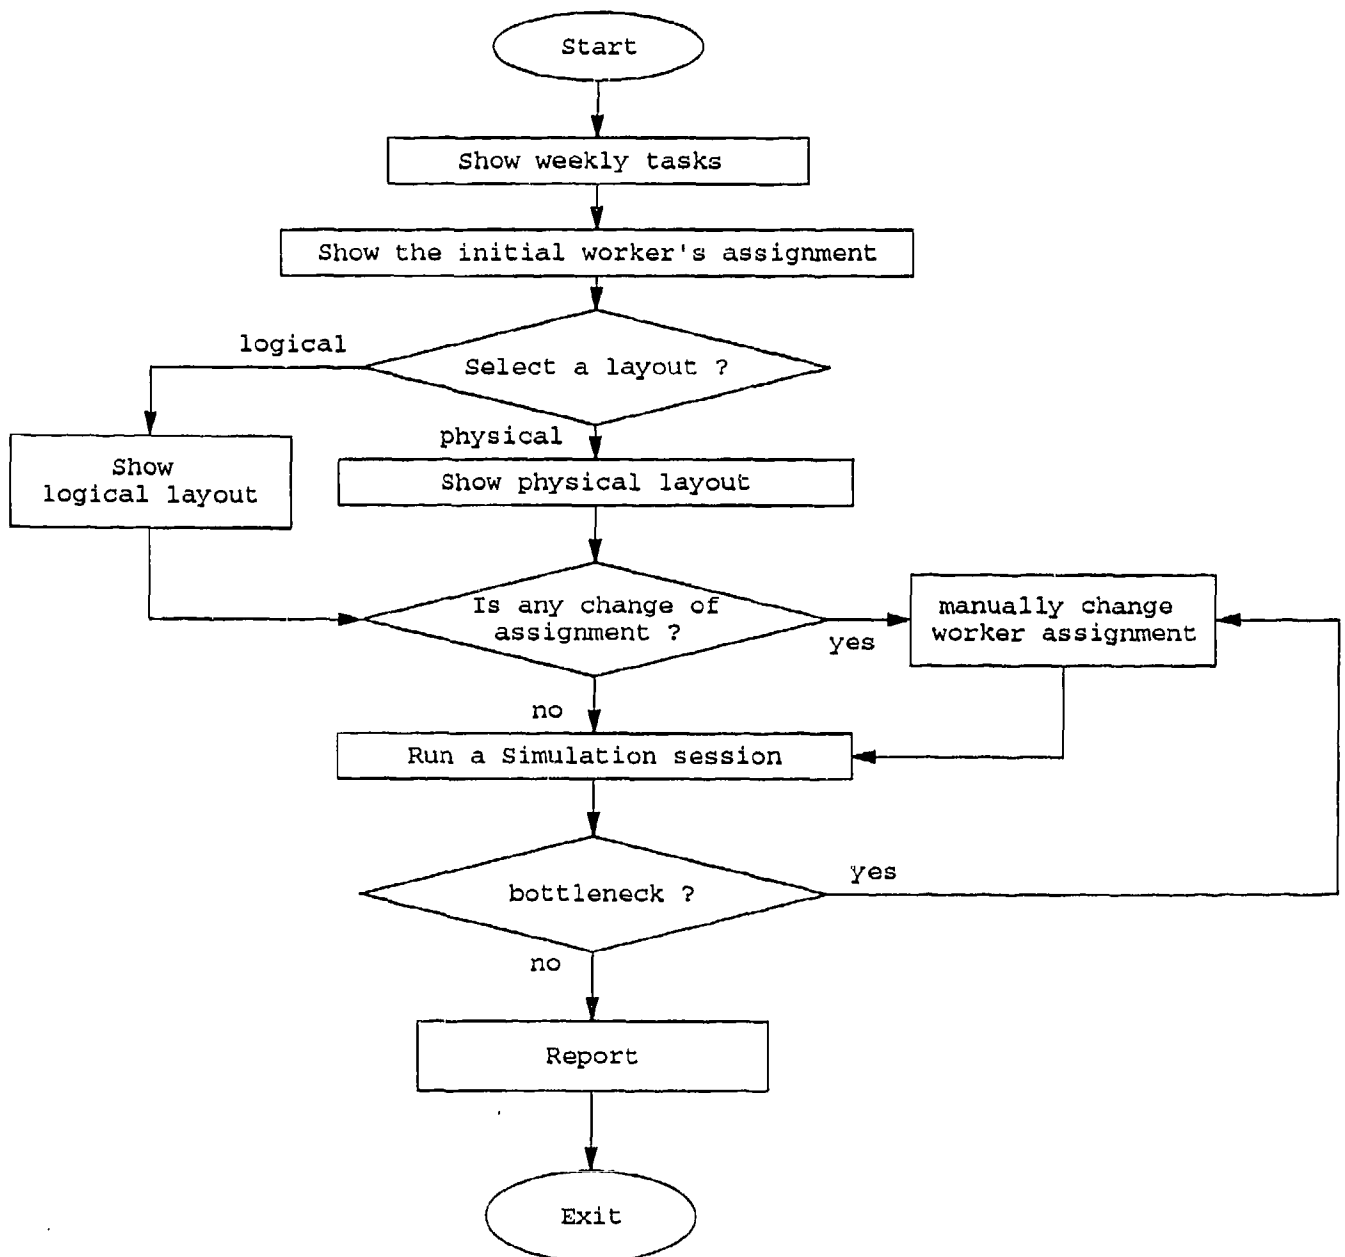 Start
Show weekly tasks
Show the initial worker's assignment
logical
Select a layout ?
physical
Show
logical layout
Show physical layout
Is any change of
assignment ?
yes
manually change
worker assignment
no
Run a Simulation session
bottleneck ?
yes
no
Report
Exit